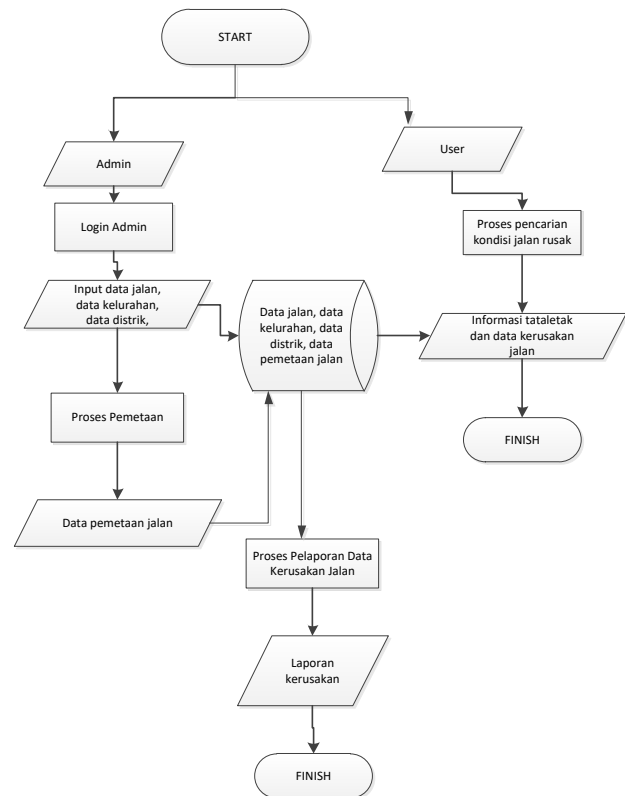 START
Admin
User
Login Admin
Proses pencarian
kondisi jalan rusak
Input data jalan,
data kelurahan,
data distrik,
Data jalan, data
kelurahan, data
distrik, data
pemetaan jalan
Informasi tataletak
dan data kerusakan
jalan
Proses Pemetaan
FINISH
Data pemetaan jalan
Proses Pelaporan Data
Kerusakan Jalan
Laporan
kerusakan
FINISH